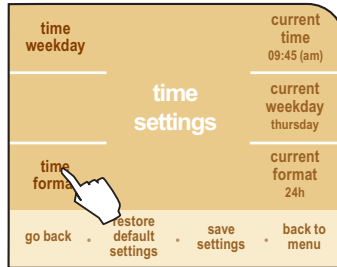 time
weekday
time
format
time
settings
current
time
09:45 (am)
current
weekday
thursday
current
format
24h
go back
restore
default
settings
save
settings
back to
menu